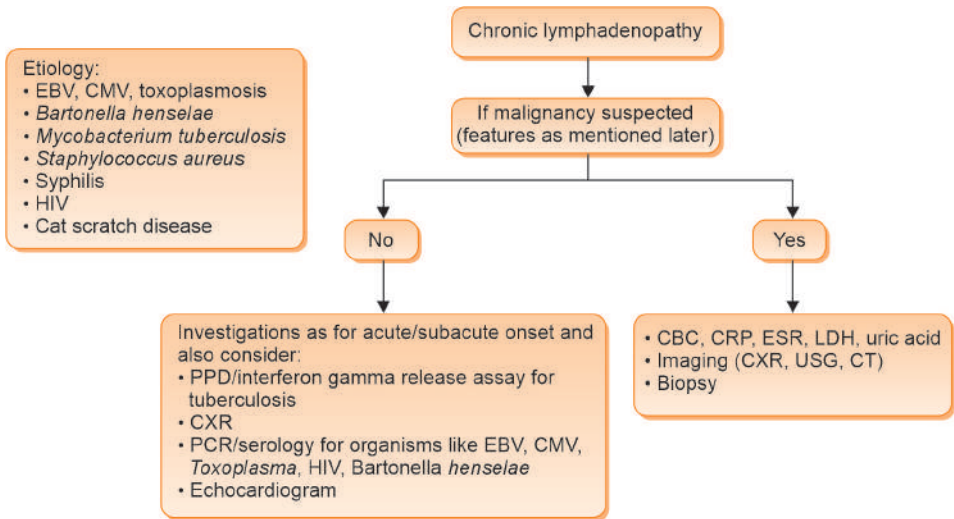 Chronic lymphadenopathy
Etiology:
• EBV, CMV, toxoplasmosis
• Bartonella henselae
• Mycobacterium tuberculosis
• Staphylococcus aureus
• Syphilis
• HIV
• Cat scratch disease
If malignancy suspected
(features as mentioned later)
No
Yes
Investigations as for acute/subacute onset and
also consider:
• PPD/interferon gamma release assay for
tuberculosis
• CXR
• PCR/serology for organisms like EBV, CMV,
Toxoplasma, HIV, Bartonella henselae
• Echocardiogram
• CBC, CRP, ESR, LDH, uric acid
• Imaging (CXR, USG, CT)
• Biopsy